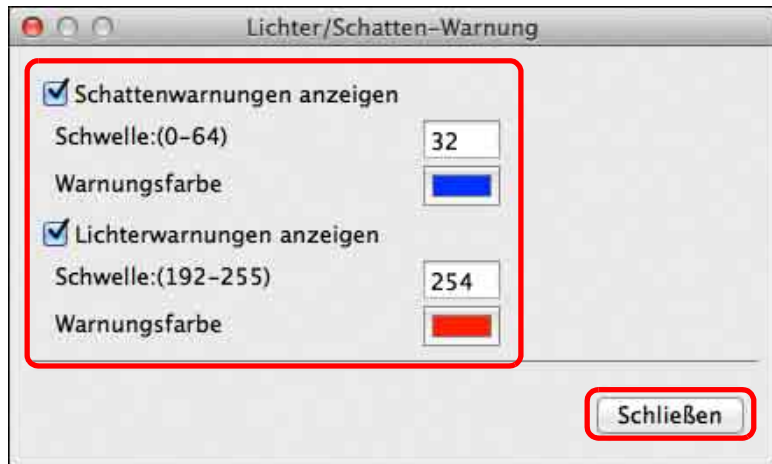 Lichter/Schatten-Warnung
Schattenwarnungen anzeigen
Schwelle:(0-64) 32
Warnungsfarbe
Lichterwarnungen anzeigen
Schwelle:(192-255) 254
Warnungsfarbe
Schließen